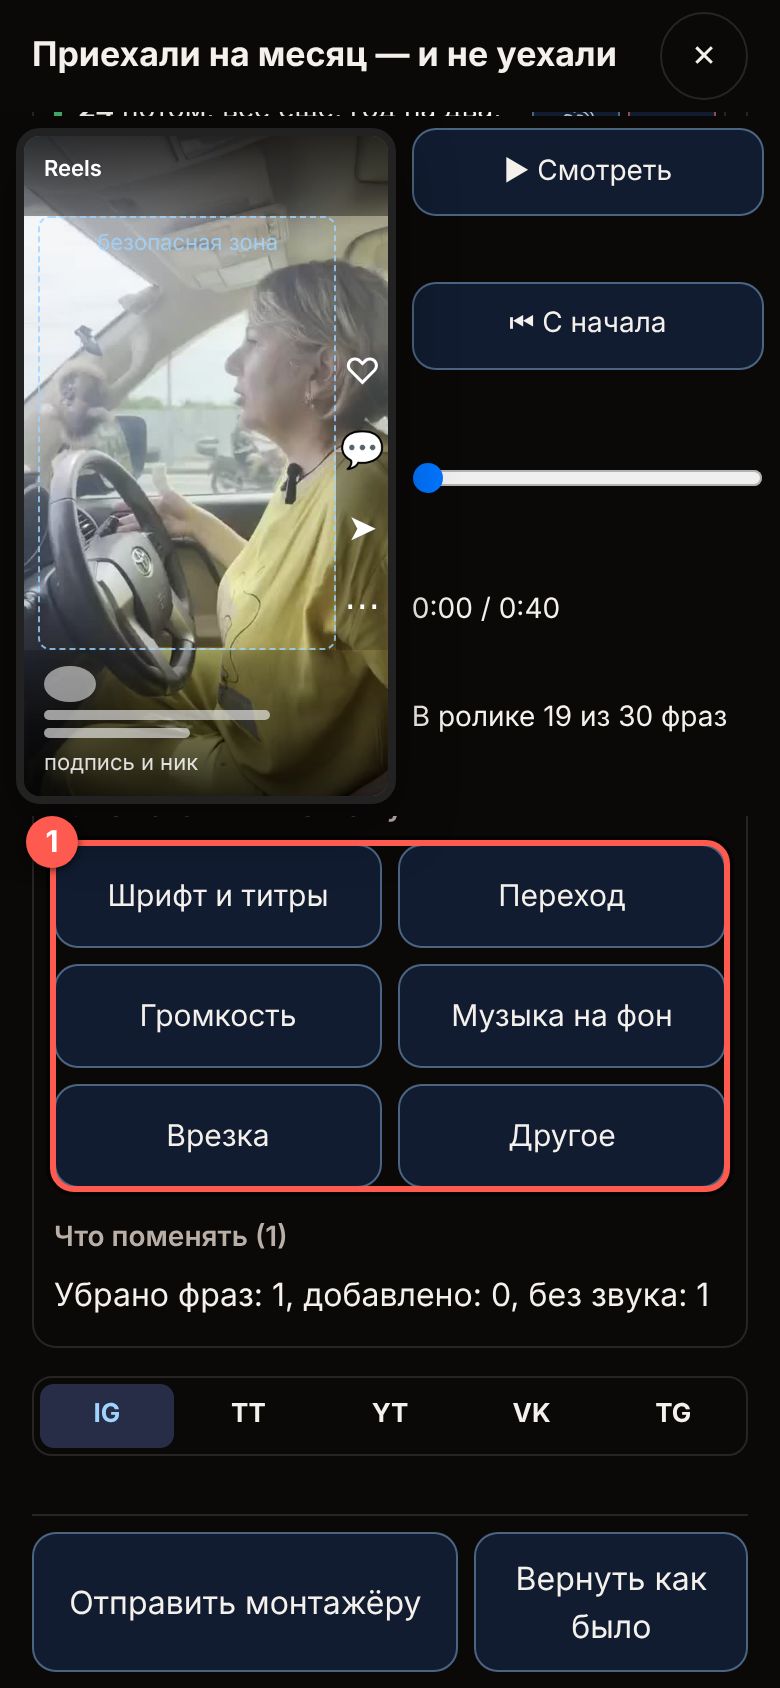 Приехали на месяц — и не уехали
✕
Reels
безопасная зона
подпись и ник
▶ Смотреть
⏮ С начала
0:00 / 0:40
В ролике 19 из 30 фраз
1
Шрифт и титры
Переход
Громкость
Музыка на фон
Врезка
Другое
Что поменять (1)
Убрано фраз: 1, добавлено: 0, без звука: 1
IG
TT
YT
VK
TG
Отправить монтажёру
Вернуть как
было